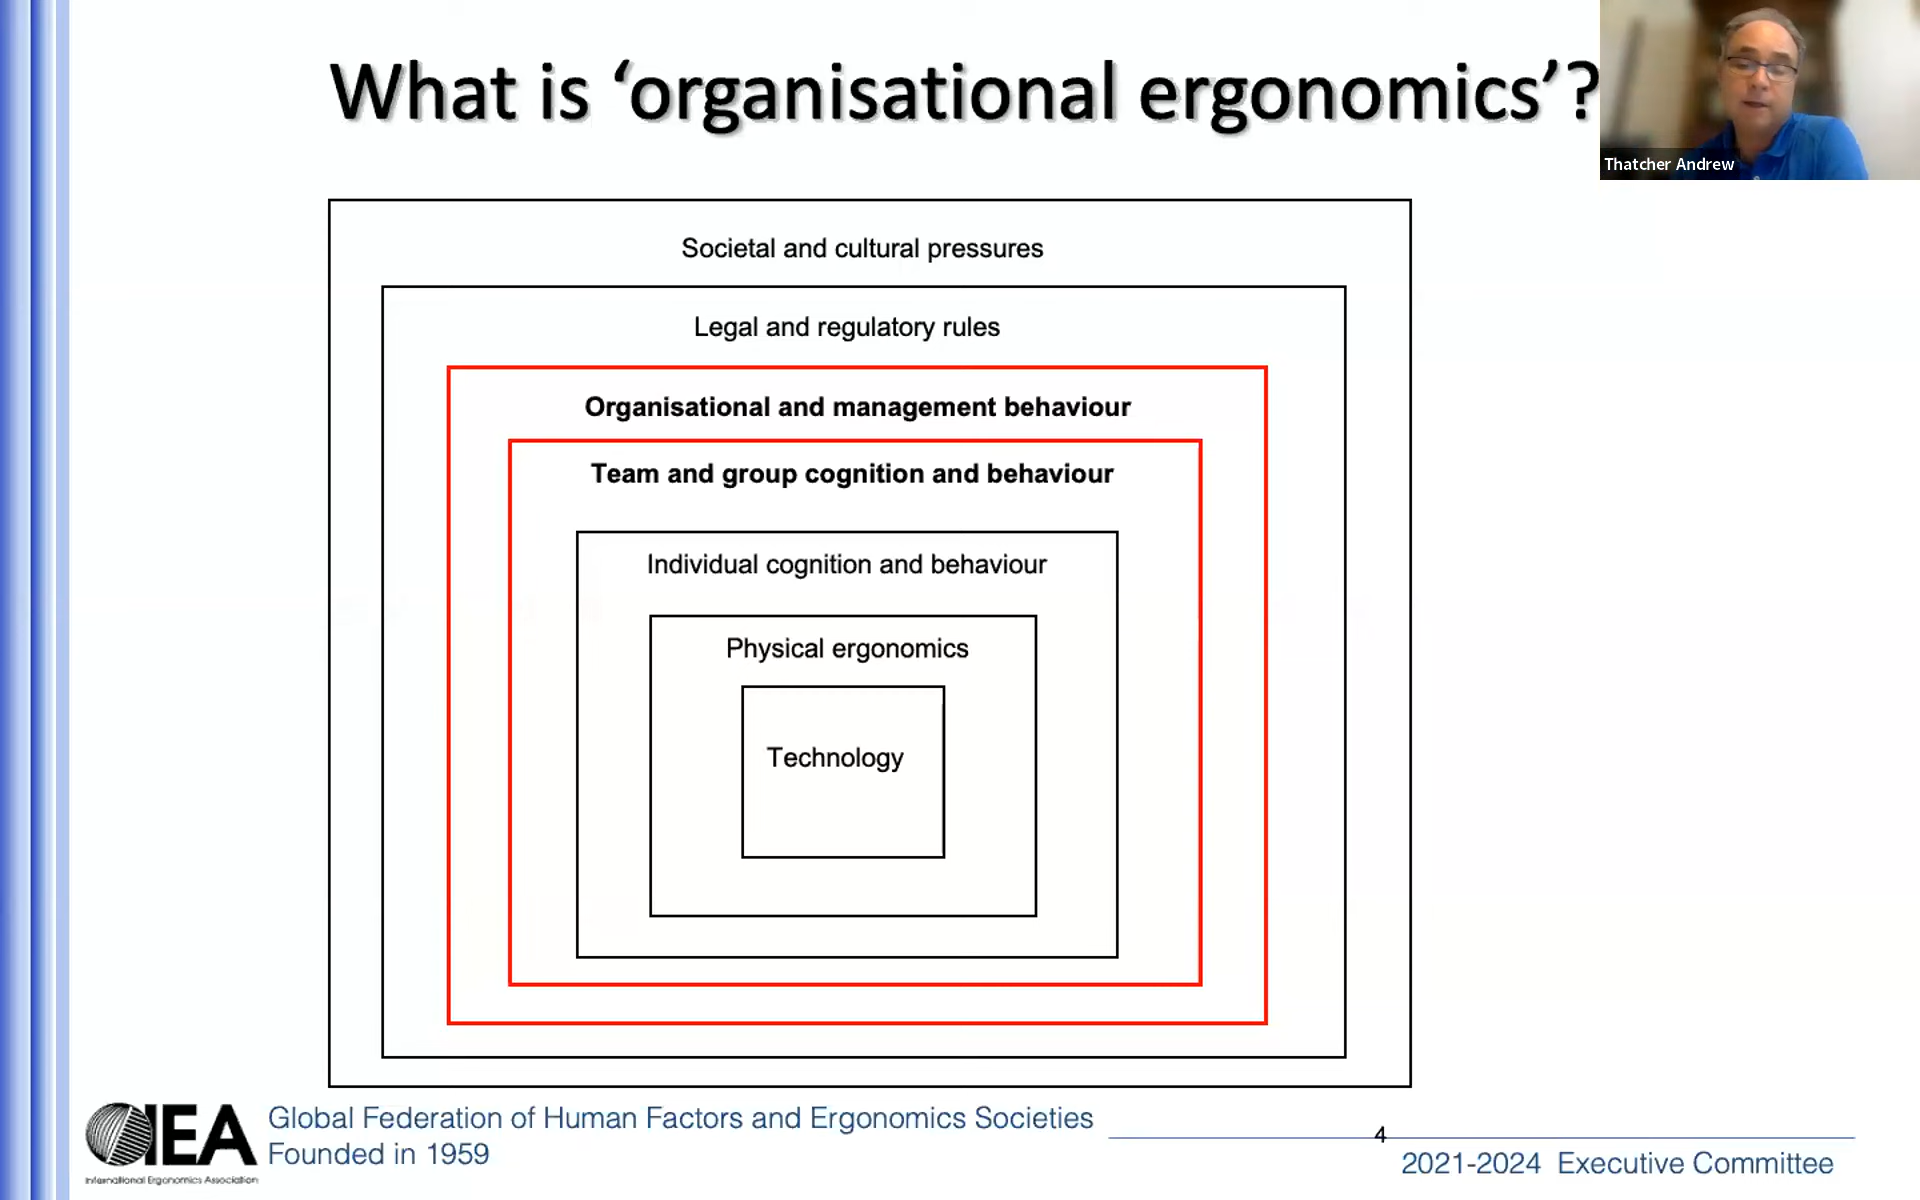 What is ‘organisational ergonomics’?
Thatcher Andrew
Societal and cultural pressures
Legal and regulatory rules
Organisational and management behaviour
Team and group cognition and behaviour
Individual cognition and behaviour
Physical ergonomics
Technology
IEA
International Ergonomics Association
Global Federation of Human Factors and Ergonomics Societies
Founded in 1959
4
2021-2024 Executive Committee